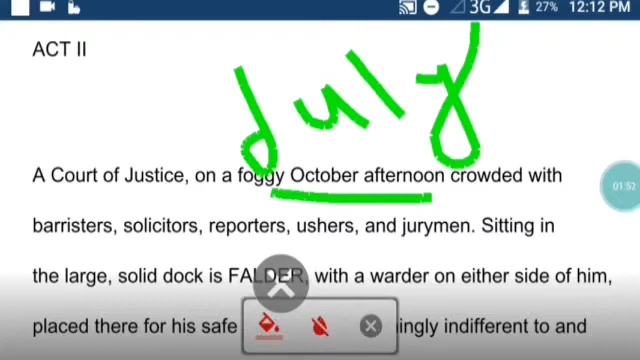 3G 27% 12:12 PM
ACT II
July
A Court of Justice, on a foggy October afternoon crowded with
01:52
barristers, solicitors, reporters, ushers, and jurymen. Sitting in
the large, solid dock is FALDER, with a warder on either side of him,
placed there for his safe ingly indifferent to and